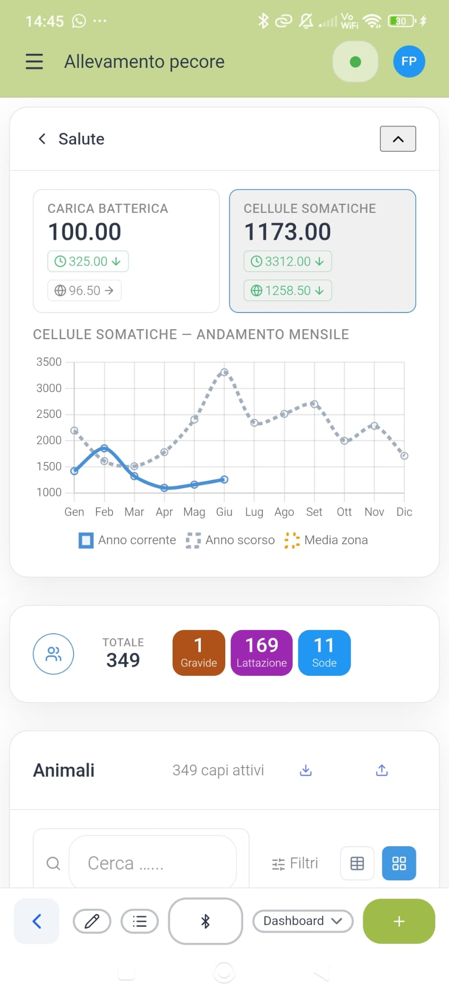 14:45
Vo WiFi
30
Allevamento pecore
FP
Salute
CARICA BATTERICA
100.00
325.00
96.50
CELLULE SOMATICHE
1173.00
3312.00
1258.50
CELLULE SOMATICHE — ANDAMENTO MENSILE
3500
3000
2500
2000
1500
1000
Gen Feb Mar Apr Mag Giu Lug Ago Set Ott Nov Dic
Anno corrente Anno scorso Media zona
TOTALE
349
1
Gravide
169
Lattazione
11
Sode
Animali
349 capi attivi
Cerca ......
Filtri
Dashboard
+